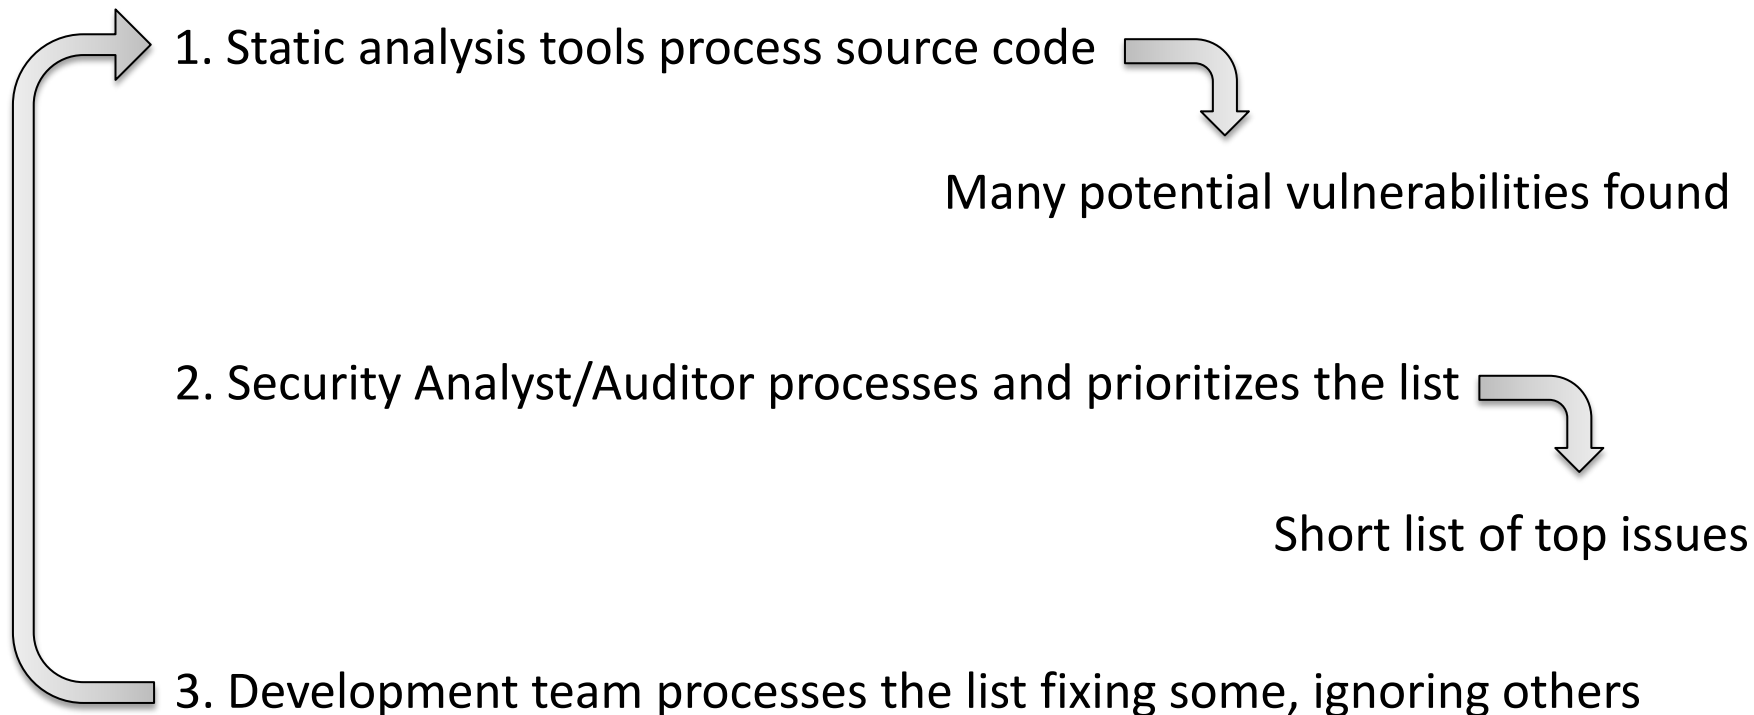 1. Static analysis tools process source code
Many potential vulnerabilities found
2. Security Analyst/Auditor processes and prioritizes the list
Short list of top issues
3. Development team processes the list fixing some, ignoring others